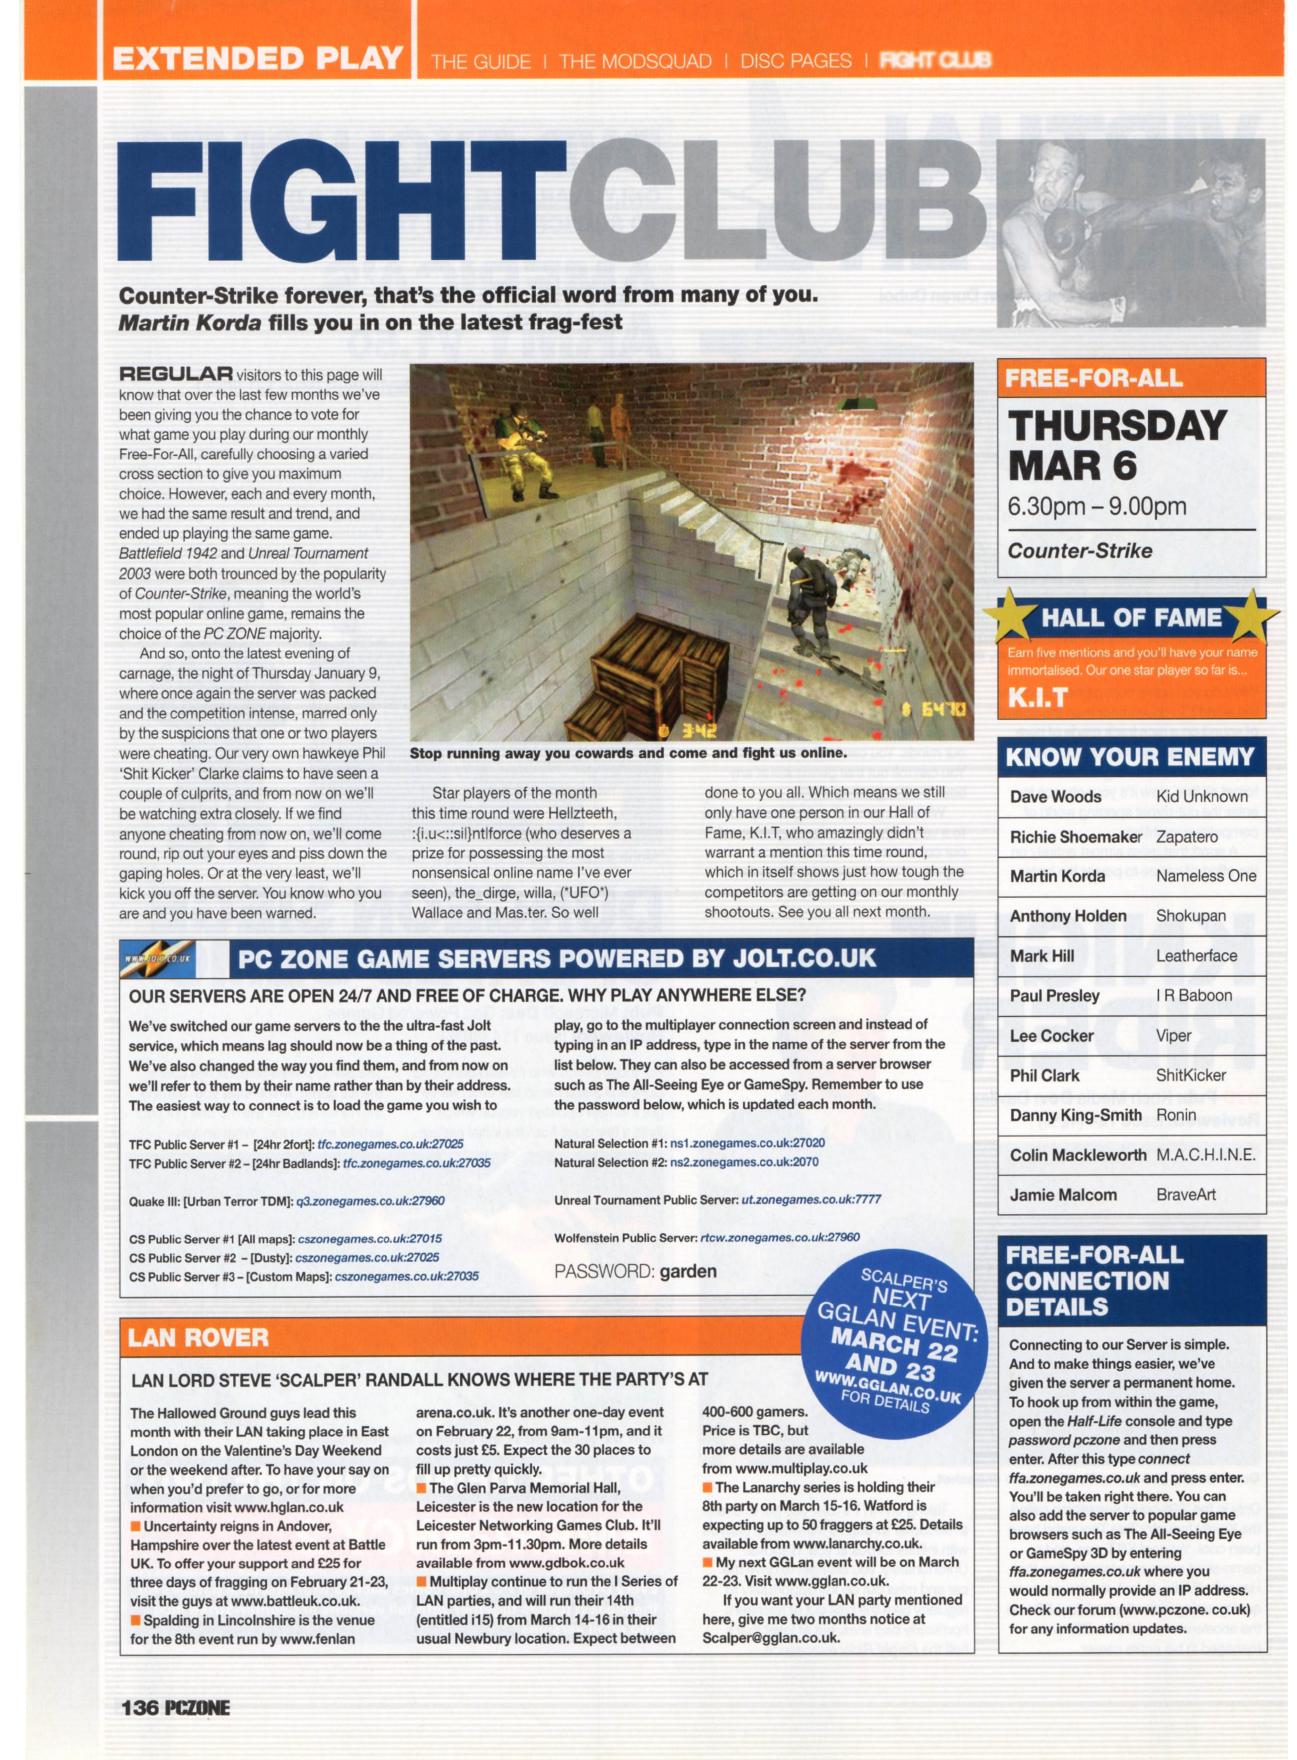 EXTENDED PLAY
THE GUIDE | THE MODSQUAD | DISC PAGES | FIGHT CLUB
FIGHTCLUB
Counter-Strike forever, that's the official word from many of you.
Martin Korda fills you in on the latest frag-fest
REGULAR visitors to this page will
know that over the last few months we've
been giving you the chance to vote for
what game you play during our monthly
Free-For-All, carefully choosing a varied
cross section to give you maximum
choice. However, each and every month,
we had the same result and trend, and
ended up playing the same game.
Battlefield 1942 and Unreal Tournament
2003 were both trounced by the popularity
of Counter-Strike, meaning the world's
most popular online game, remains the
choice of the PC ZONE majority.
And so, onto the latest evening of
carnage, the night of Thursday January 9,
where once again the server was packed
and the competition intense, marred only
by the suspicions that one or two players
were cheating. Our very own hawkeye Phil
'Shit Kicker' Clarke claims to have seen a
couple of culprits, and from now on we'll
be watching extra closely. If we find
anyone cheating from now on, we'll come
round, rip out your eyes and piss down the
gaping holes. Or at the very least, we'll
kick you off the server. You know who you
are and you have been warned.
3:42
$ 6470
Stop running away you cowards and come and fight us online.
Star players of the month
this time round were Hellzteeth,
:{i.u<::sil}ntlforce (who deserves a
prize for possessing the most
nonsensical online name I've ever
seen), the_dirge, willa, (*UFO*)
Wallace and Mas.ter. So well
done to you all. Which means we still
only have one person in our Hall of
Fame, K.I.T, who amazingly didn't
warrant a mention this time round,
which in itself shows just how tough the
competitors are getting on our monthly
shootouts. See you all next month.
FREE-FOR-ALL
THURSDAY
MAR 6
6.30pm – 9.00pm
Counter-Strike
HALL OF FAME
Earn five mentions and you'll have your name
immortalised. Our one star player so far is...
K.I.T
KNOW YOUR ENEMY
Dave Woods Kid Unknown
Richie Shoemaker Zapatero
Martin Korda Nameless One
Anthony Holden Shokupan
Mark Hill Leatherface
Paul Presley I R Baboon
Lee Cocker Viper
Phil Clark ShitKicker
Danny King-Smith Ronin
Colin Mackleworth M.A.C.H.I.N.E.
Jamie Malcom BraveArt
WWW.JOLT.CO.UK
PC ZONE GAME SERVERS POWERED BY JOLT.CO.UK
OUR SERVERS ARE OPEN 24/7 AND FREE OF CHARGE. WHY PLAY ANYWHERE ELSE?
We've switched our game servers to the the ultra-fast Jolt
service, which means lag should now be a thing of the past.
We've also changed the way you find them, and from now on
we'll refer to them by their name rather than by their address.
The easiest way to connect is to load the game you wish to
play, go to the multiplayer connection screen and instead of
typing in an IP address, type in the name of the server from the
list below. They can also be accessed from a server browser
such as The All-Seeing Eye or GameSpy. Remember to use
the password below, which is updated each month.
TFC Public Server #1 – [24hr 2fort]: tfc.zonegames.co.uk:27025
TFC Public Server #2 – [24hr Badlands]: tfc.zonegames.co.uk:27035
Quake III: [Urban Terror TDM]: q3.zonegames.co.uk:27960
CS Public Server #1 [All maps]: cszonegames.co.uk:27015
CS Public Server #2 – [Dusty]: cszonegames.co.uk:27025
CS Public Server #3 – [Custom Maps]: cszonegames.co.uk:27035
Natural Selection #1: ns1.zonegames.co.uk:27020
Natural Selection #2: ns2.zonegames.co.uk:2070
Unreal Tournament Public Server: ut.zonegames.co.uk:7777
Wolfenstein Public Server: rtcw.zonegames.co.uk:27960
PASSWORD: garden
SCALPER'S
NEXT
GGLAN EVENT:
MARCH 22
AND 23
WWW.GGLAN.CO.UK
FOR DETAILS
LAN ROVER
LAN LORD STEVE 'SCALPER' RANDALL KNOWS WHERE THE PARTY'S AT
The Hallowed Ground guys lead this
month with their LAN taking place in East
London on the Valentine's Day Weekend
or the weekend after. To have your say on
when you'd prefer to go, or for more
information visit www.hglan.co.uk
■ Uncertainty reigns in Andover,
Hampshire over the latest event at Battle
UK. To offer your support and £25 for
three days of fragging on February 21-23,
visit the guys at www.battleuk.co.uk.
■ Spalding in Lincolnshire is the venue
for the 8th event run by www.fenlan
arena.co.uk. It's another one-day event
on February 22, from 9am-11pm, and it
costs just £5. Expect the 30 places to
fill up pretty quickly.
■ The Glen Parva Memorial Hall,
Leicester is the new location for the
Leicester Networking Games Club. It'll
run from 3pm-11.30pm. More details
available from www.gdbok.co.uk
■ Multiplay continue to run the I Series of
LAN parties, and will run their 14th
(entitled i15) from March 14-16 in their
usual Newbury location. Expect between
400-600 gamers.
Price is TBC, but
more details are available
from www.multiplay.co.uk
■ The Lanarchy series is holding their
8th party on March 15-16. Watford is
expecting up to 50 fraggers at £25. Details
available from www.lanarchy.co.uk.
■ My next GGLan event will be on March
22-23. Visit www.gglan.co.uk.
If you want your LAN party mentioned
here, give me two months notice at
Scalper@gglan.co.uk.
FREE-FOR-ALL
CONNECTION
DETAILS
Connecting to our Server is simple.
And to make things easier, we've
given the server a permanent home.
To hook up from within the game,
open the Half-Life console and type
password pczone and then press
enter. After this type connect
ffa.zonegames.co.uk and press enter.
You'll be taken right there. You can
also add the server to popular game
browsers such as The All-Seeing Eye
or GameSpy 3D by entering
ffa.zonegames.co.uk where you
would normally provide an IP address.
Check our forum (www.pczone. co.uk)
for any information updates.
136 PCZONE